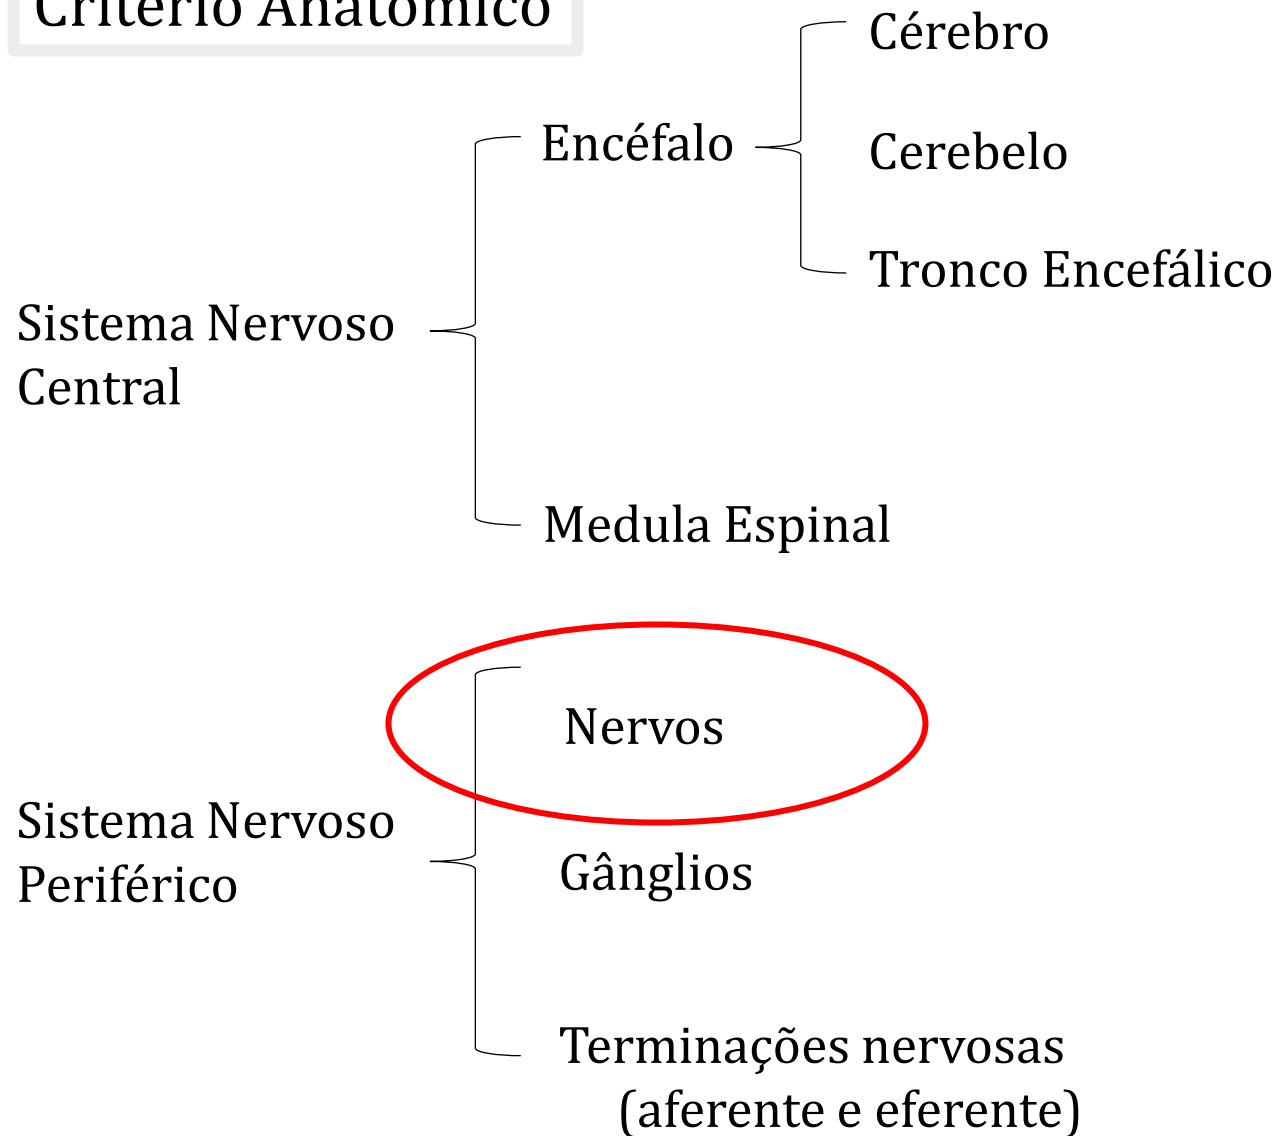 Critério Anatômico
Cérebro
Encéfalo
Cerebelo
Tronco Encefálico
Sistema Nervoso
Central
Medula Espinal
Nervos
Sistema Nervoso
Periférico
Gânglios
Terminações nervosas
(aferente e eferente)